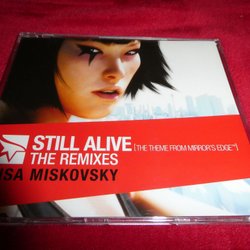 STILL ALIVE [THE THEME FROM MIRROR'S EDGE™]
THE REMIXES
ISA MISKOVSKY